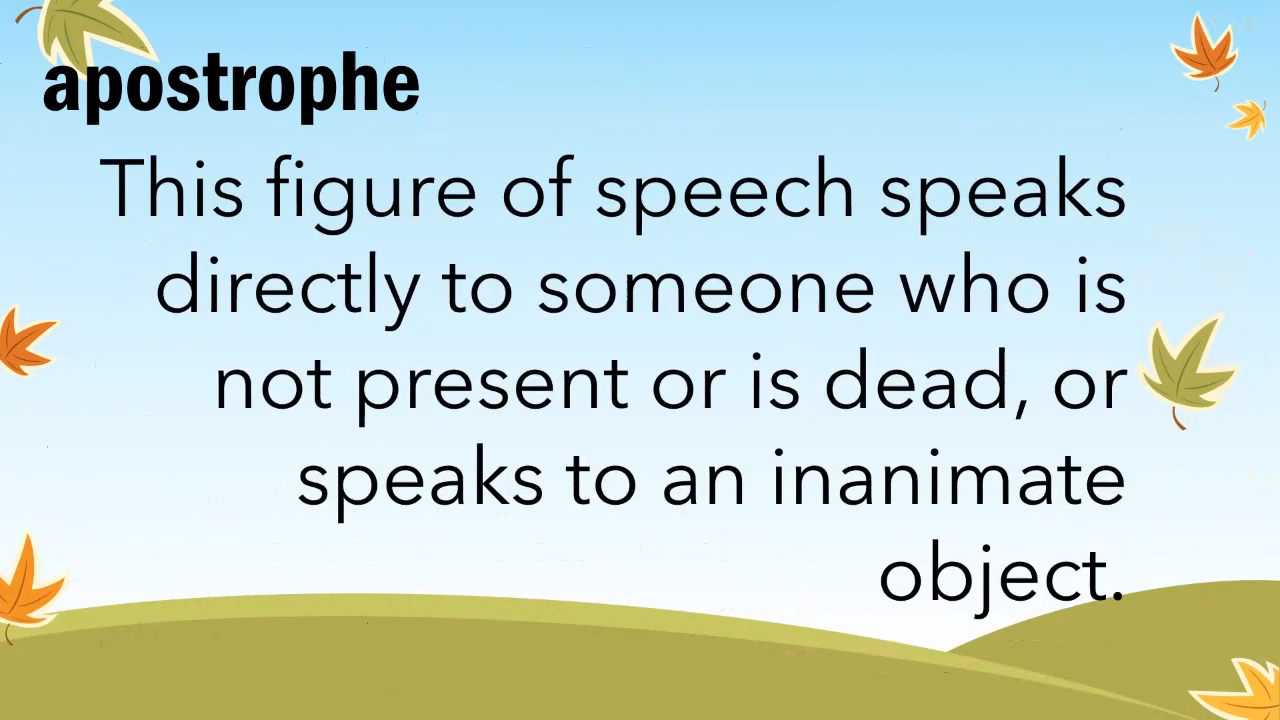 apostrophe
This figure of speech speaks
directly to someone who is
not present or is dead, or
speaks to an inanimate
object.